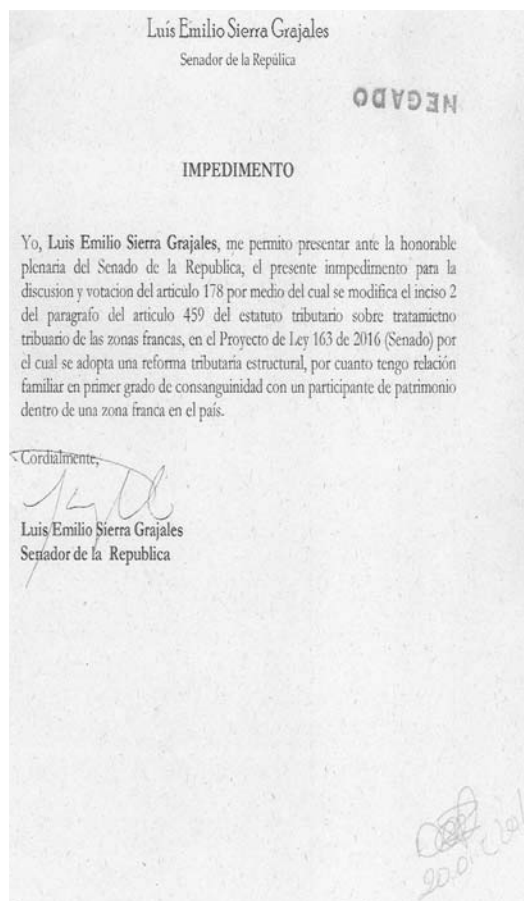 Luis Emilio Sierra Grajales
Senador de la Repúlica
NEGADO
IMPEDIMENTO
Yo, Luis Emilio Sierra Grajales, me permito presentar ante la honorable
plenaria del Senado de la Republica, el presente inmpedimento para la
discusion y votacion del articulo 178 por medio del cual se modifica el inciso 2
del paragrafo del articulo 459 del estatuto tributario sobre tratamietno
tribuario de las zonas francas, en el Proyecto de Ley 163 de 2016 (Senado) por
el cual se adopta una reforma tributaria estructural, por cuanto tengo relación
familiar en primer grado de consanguinidad con un participante de patrimonio
dentro de una zona franca en el país.
Cordialmente,
Luis Emilio Sierra Grajales
Senador de la Republica